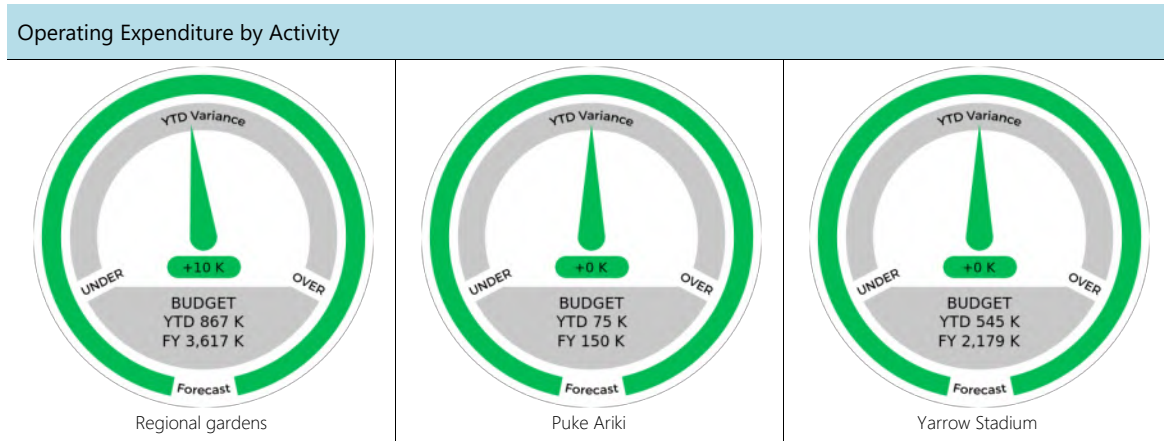 Operating Expenditure by Activity
YTD Variance
+10 K
UNDER
OVER
BUDGET
YTD 867 K
FY 3,617 K
Forecast
Regional gardens
YTD Variance
+0 K
UNDER
OVER
BUDGET
YTD 75 K
FY 150 K
Forecast
Puke Ariki
YTD Variance
+0 K
UNDER
OVER
BUDGET
YTD 545 K
FY 2,179 K
Forecast
Yarrow Stadium